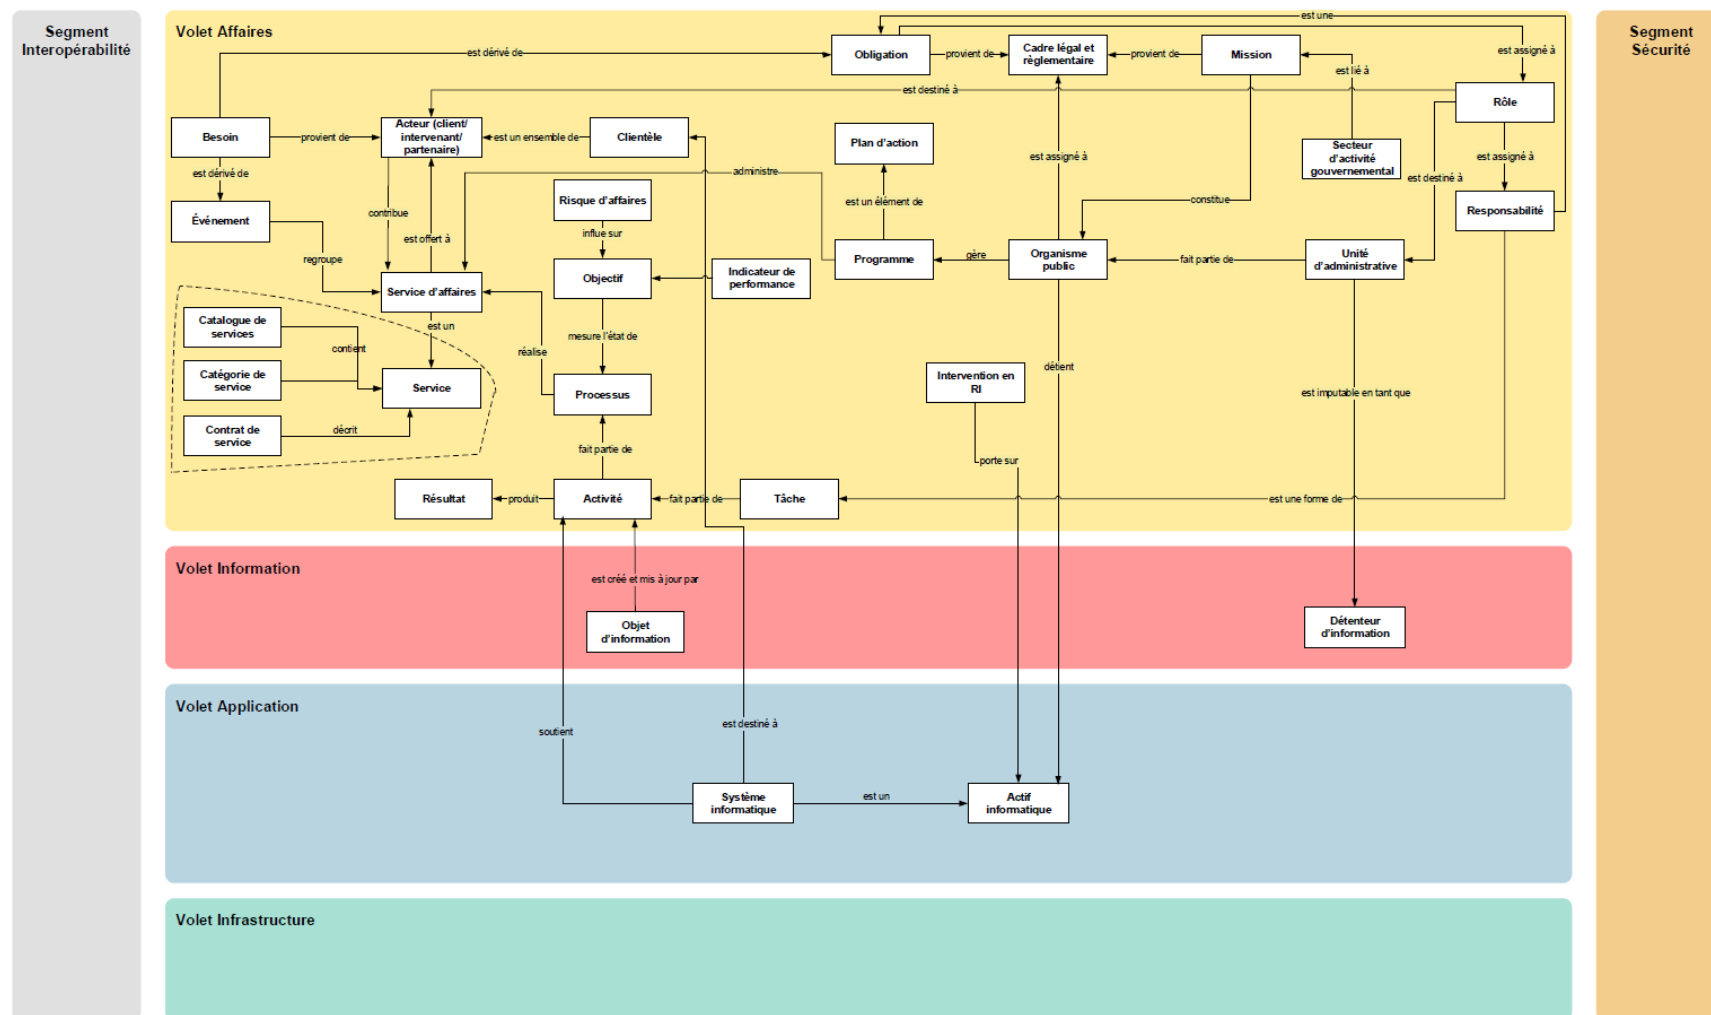 Segment
Interopérabilité
Volet Affaires
Segment
Sécurité
est une
est dérivé de
Obligation
provient de
Cadre légal et
règlementaire
provient de
Mission
est assigné à
est lié à
est destiné à
Rôle
Besoin
provient de
Acteur (client/
intervenant/
partenaire)
est un ensemble de
Clientèle
Plan d'action
est assigné à
Secteur
d'activité
gouvernemental
est assigné à
est dérivé de
administre
est destiné à
Risque d'affaires
est un élément de
constitue
Responsabilité
Événement
contribue
influe sur
est offert à
regroupe
Objectif
Indicateur de
performance
Programme
gère
Organisme
public
fait partie de
Unité
d'administrative
Service d'affaires
Catalogue de
services
est un
mesure l'état de
contient
réalise
détient
Catégorie de
service
Service
Processus
Intervention en
RI
est imputable en tant que
Contrat de
service
décrit
fait partie de
porte sur
Résultat
produit
Activité
fait partie de
Tâche
est une forme de
Volet Information
est créé et mis à jour par
Objet
d'information
Détenteur
d'information
Volet Application
soutient
est destiné à
Système
informatique
est un
Actif
informatique
Volet Infrastructure